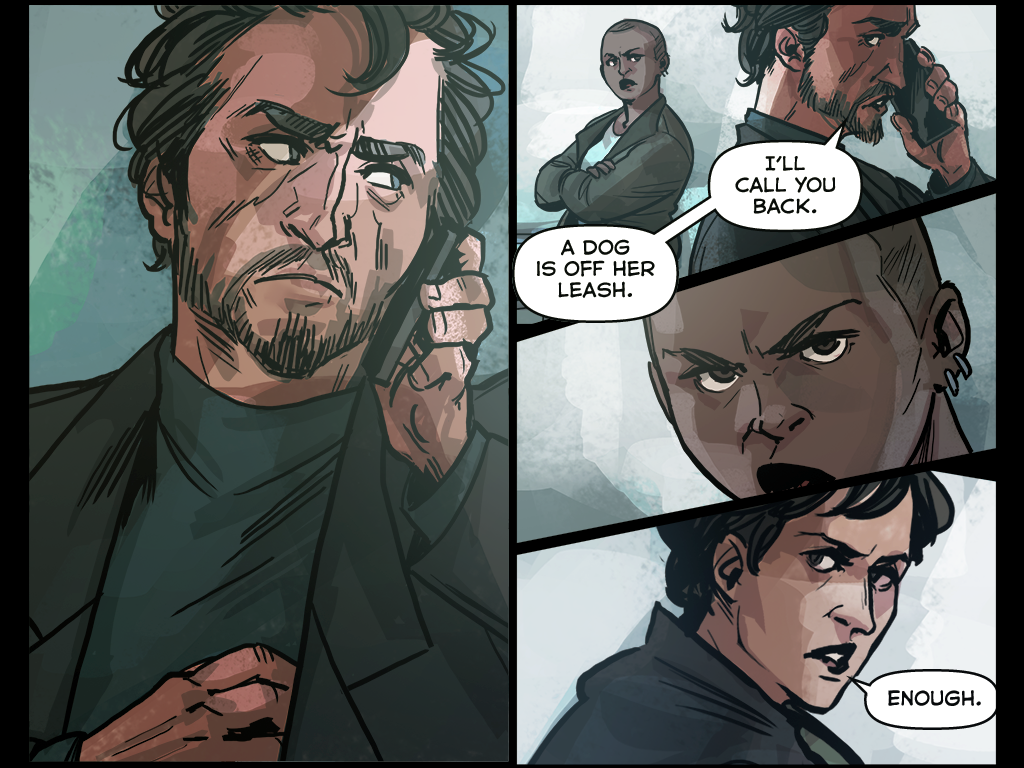 I'LL
CALL YOU
BACK.
A DOG
IS OFF HER
LEASH.
ENOUGH.